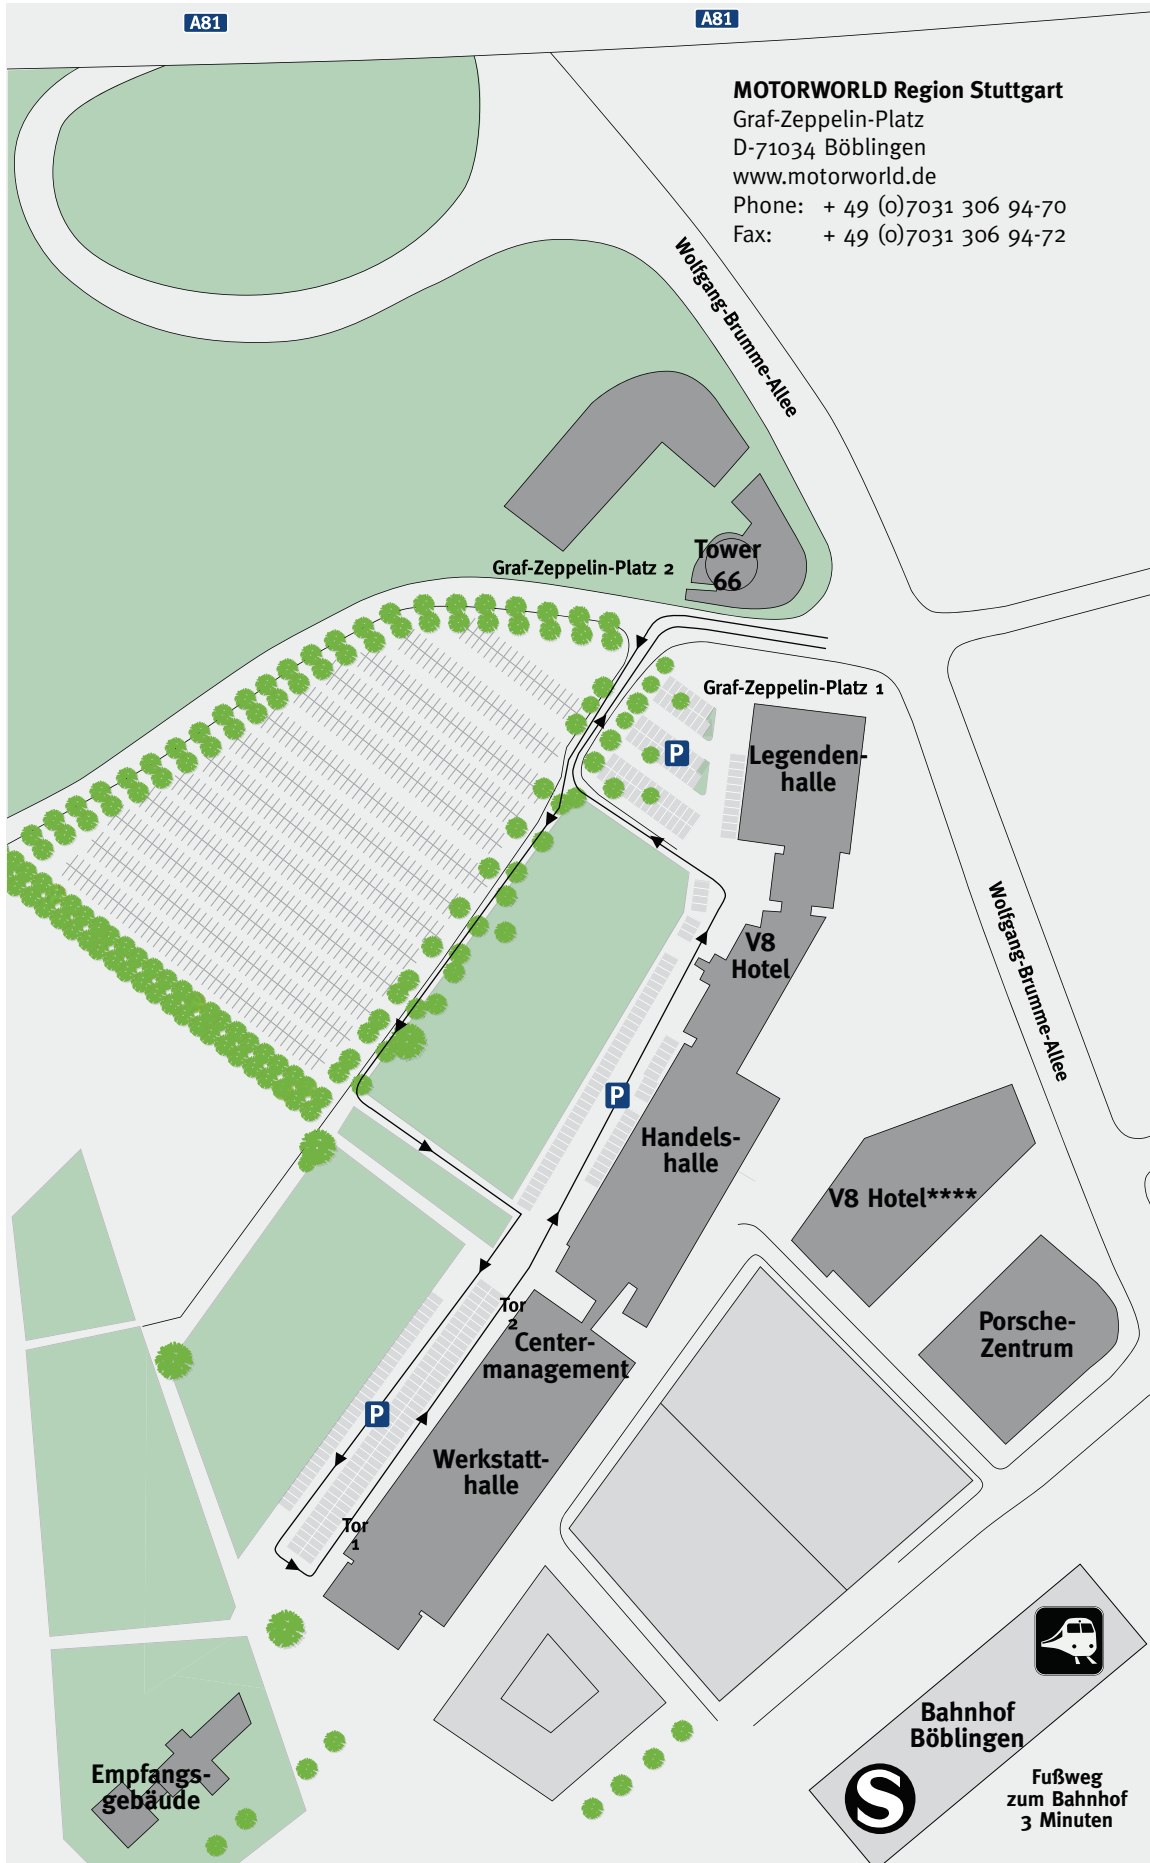 A81
A81
MOTORWORLD Region Stuttgart
Graf-Zeppelin-Platz
D-71034 Böblingen
www.motorworld.de
Phone: + 49 (0)7031 306 94-70
Fax: + 49 (0)7031 306 94-72
Wolfgang-Brumme-Allee
Tower
66
Graf-Zeppelin-Platz 2
Graf-Zeppelin-Platz 1
P
Legenden-
halle
V8
Hotel
Wolfgang-Brumme-Allee
P
Handels-
halle
V8 Hotel****
Tor
2
Center-
management
Porsche-
Zentrum
P
Werkstatt-
halle
Tor
1
Bahnhof
Böblingen
S
Fußweg
zum Bahnhof
3 Minuten
Empfangs-
gebäude